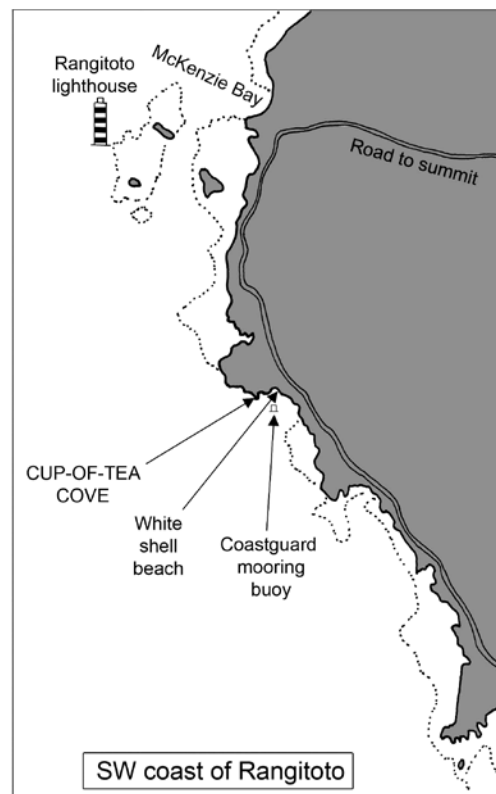 Rangitoto
lighthouse
McKenzie Bay
Road to summit
CUP-OF-TEA
COVE
White
shell
beach
Coastguard
mooring
buoy
SW coast of Rangitoto